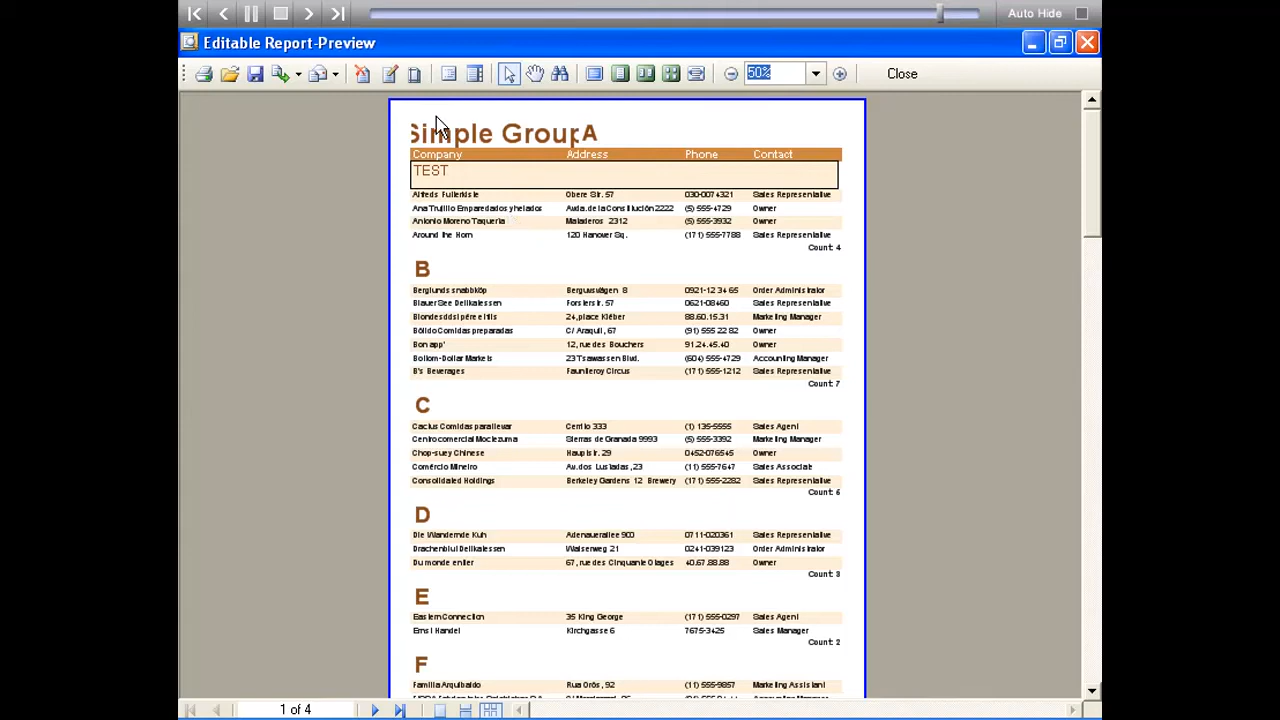 Auto Hide
Editable Report-Preview
50% Close
Simple Group A
Company Address Phone Contact
TEST
Alfreds Futterkiste Obere Str. 57 030-0074321 Sales Representative
Ana Trujillo Emparedados y helados Avda. de la Constitución 2222 (5) 555-4729 Owner
Antonio Moreno Taquería Mataderos 2312 (5) 555-3932 Owner
Around the Horn 120 Hanover Sq. (171) 555-7788 Sales Representative
Count: 4
B
Berglunds snabbköp Berguvsvägen 8 0921-12 34 65 Order Administrator
Blauer See Delikatessen Forsterstr. 57 0621-08460 Sales Representative
Blondesddsl père et fils 24, place Kléber 88.60.15.31 Marketing Manager
Bólido Comidas preparadas C/ Araquil, 67 (91) 555 22 82 Owner
Bon app' 12, rue des Bouchers 91.24.45.40 Owner
Bottom-Dollar Markets 23 Tsawassen Blvd. (604) 555-4729 Accounting Manager
B's Beverages Fauntleroy Circus (171) 555-1212 Sales Representative
Count: 7
C
Cactus Comidas para llevar Cerrito 333 (1) 135-5555 Sales Agent
Centro comercial Moctezuma Sierras de Granada 9993 (5) 555-3392 Marketing Manager
Chop-suey Chinese Hauptstr. 29 0452-076545 Owner
Comércio Mineiro Av. dos Lusíadas, 23 (11) 555-7647 Sales Associate
Consolidated Holdings Berkeley Gardens 12 Brewery (171) 555-2282 Sales Representative
Count: 6
D
Die Wandernde Kuh Adenauerallee 900 0711-020361 Sales Representative
Drachenblut Delikatessen Walserweg 21 0241-039123 Order Administrator
Du monde entier 67, rue des Cinquante Otages 40.67.88.88 Owner
Count: 3
E
Eastern Connection 35 King George (171) 555-0297 Sales Agent
Ernst Handel Kirchgasse 6 7675-3425 Sales Manager
Count: 2
F
Familia Arquibaldo Rua Orós, 92 (11) 555-9857 Marketing Assistant
1 of 4